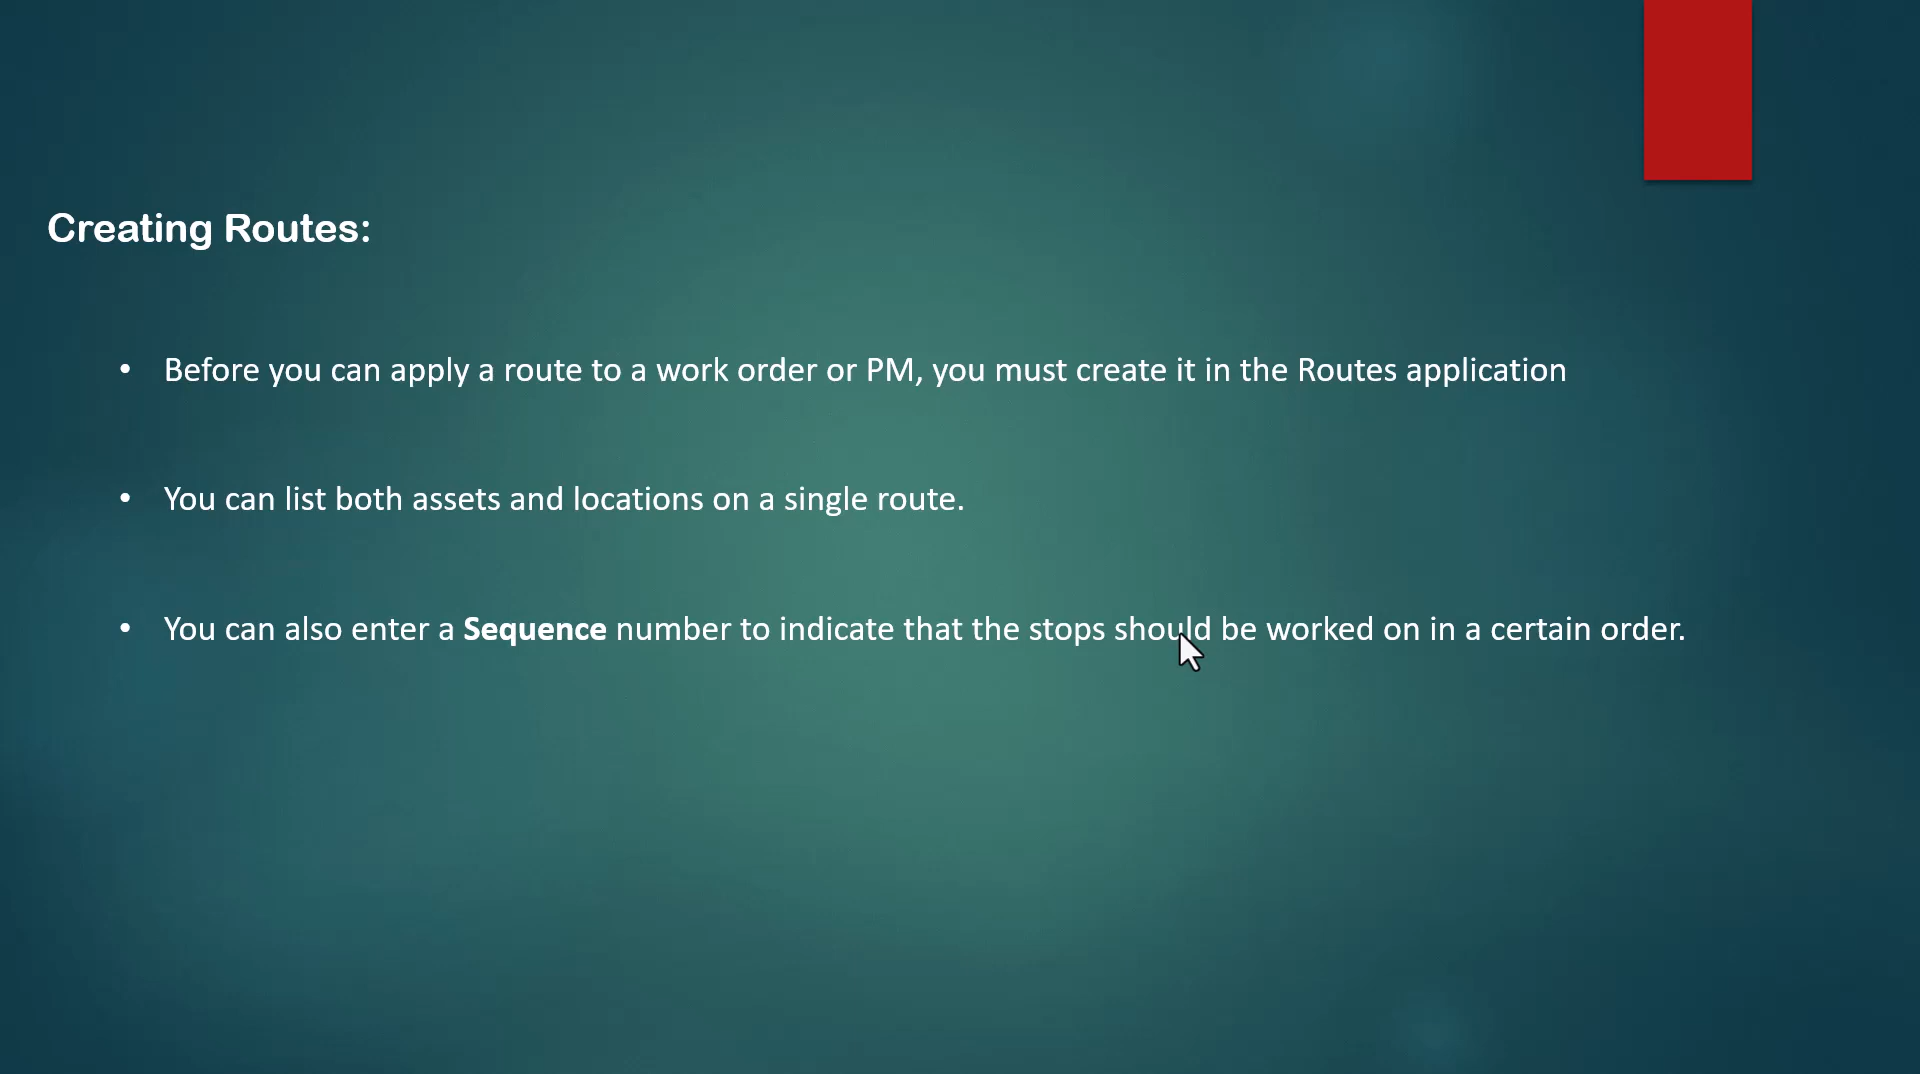 Creating Routes:
• Before you can apply a route to a work order or PM, you must create it in the Routes application
• You can list both assets and locations on a single route.
• You can also enter a Sequence number to indicate that the stops should be worked on in a certain order.